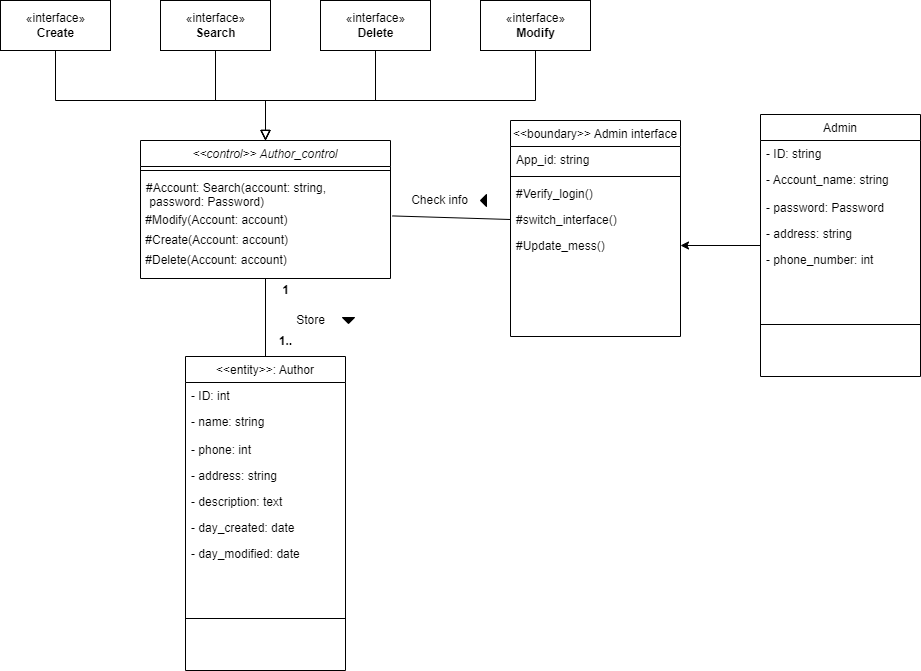 «interface»
Create
«interface»
Search
«interface»
Delete
«interface»
Modify
<<control>> Author_control
#Account: Search(account: string,
password: Password)
#Modify(Account: account)
#Create(Account: account)
#Delete(Account: account)
Check info
<<boundary>> Admin interface
App_id: string
#Verify_login()
#switch_interface()
#Update_mess()
Admin
- ID: string
- Account_name: string
- password: Password
- address: string
- phone_number: int
1
Store
1..
<<entity>>: Author
- ID: int
- name: string
- phone: int
- address: string
- description: text
- day_created: date
- day_modified: date